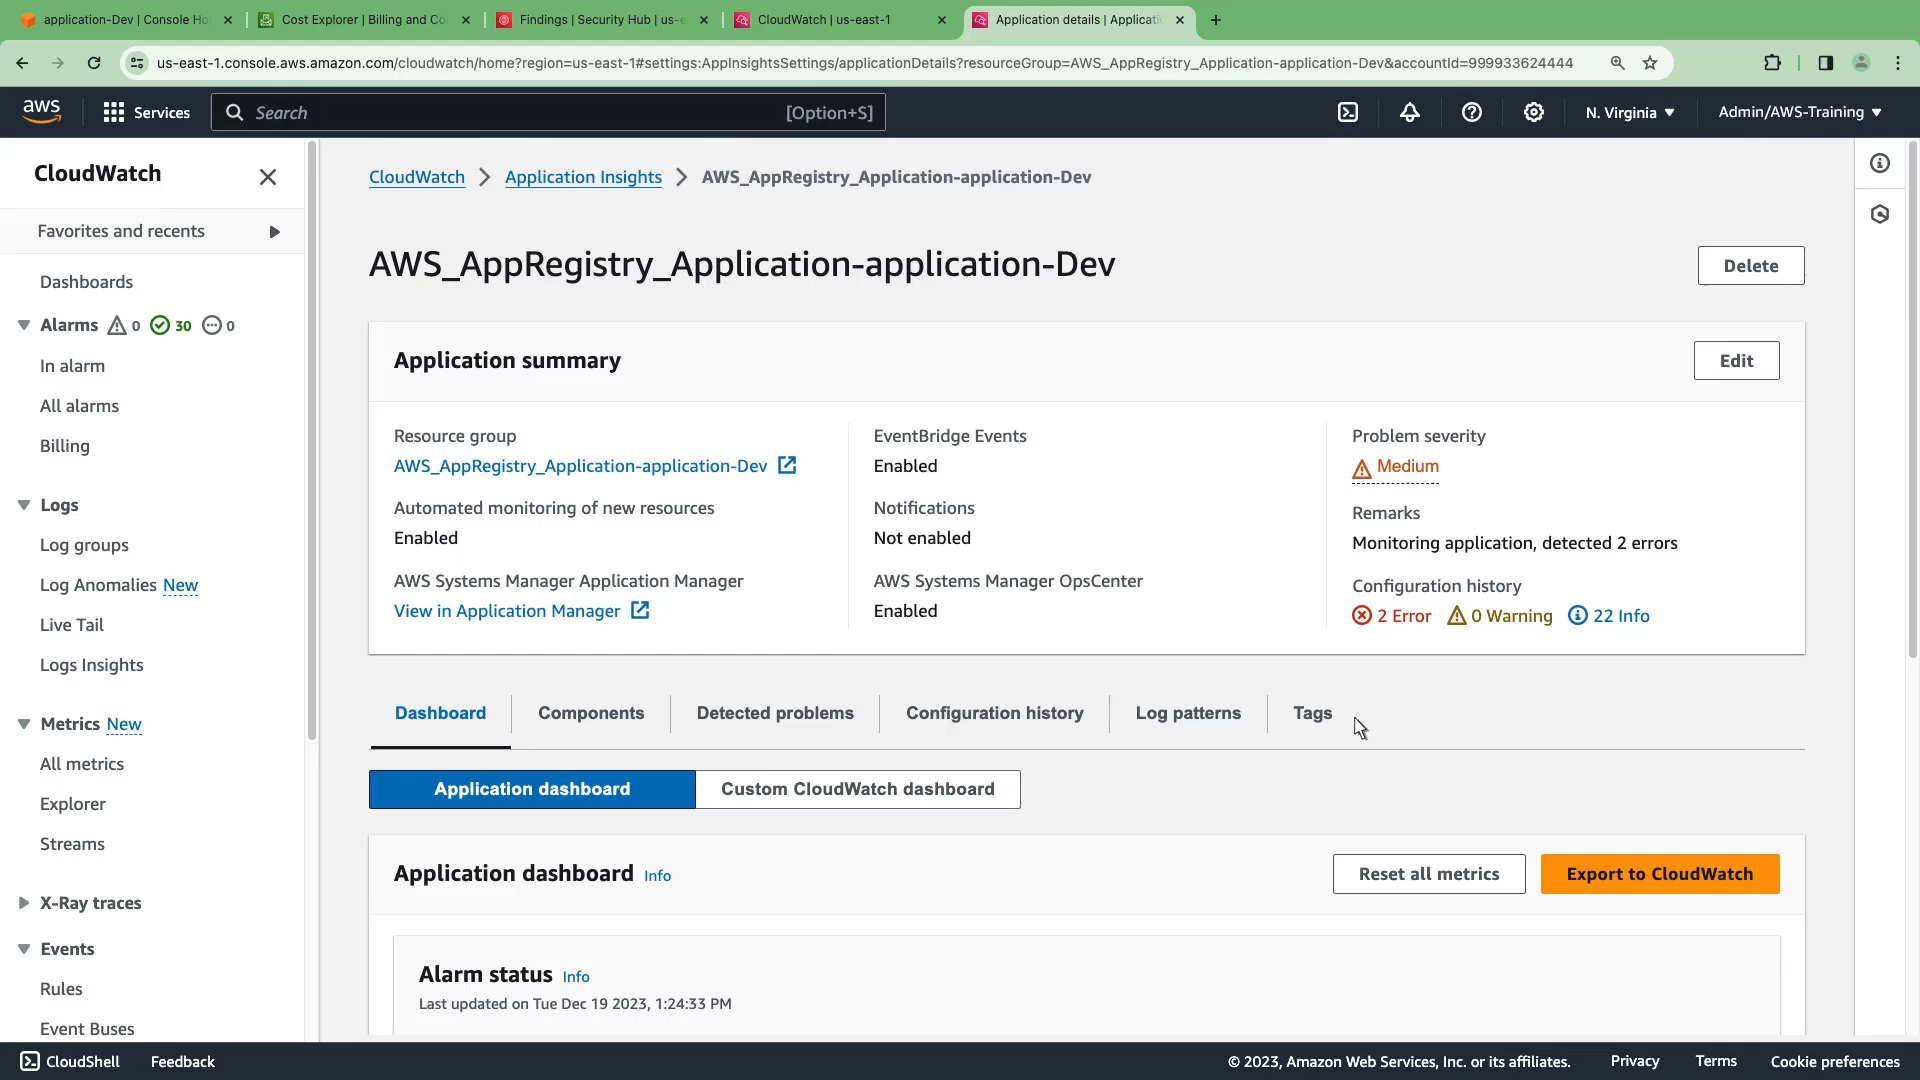 application-Dev | Console Ho
Cost Explorer | Billing and Co
Findings | Security Hub | us-e
CloudWatch | us-east-1
Application details | Applicati
us-east-1.console.aws.amazon.com/cloudwatch/home?region=us-east-1#settings:AppInsightsSettings/applicationDetails?resourceGroup=AWS_AppRegistry_Application-application-Dev&accountId=999933624444
aws
Services
Search
[Option+S]
N. Virginia
Admin/AWS-Training
CloudWatch
Favorites and recents
Dashboards
Alarms 0 30 0
In alarm
All alarms
Billing
Logs
Log groups
Log Anomalies New
Live Tail
Logs Insights
Metrics New
All metrics
Explorer
Streams
X-Ray traces
Events
Rules
Event Buses
CloudWatch
Application Insights
AWS_AppRegistry_Application-application-Dev
AWS_AppRegistry_Application-application-Dev
Delete
Application summary
Edit
Resource group
AWS_AppRegistry_Application-application-Dev
Automated monitoring of new resources
Enabled
AWS Systems Manager Application Manager
View in Application Manager
EventBridge Events
Enabled
Notifications
Not enabled
AWS Systems Manager OpsCenter
Enabled
Problem severity
Medium
Remarks
Monitoring application, detected 2 errors
Configuration history
2 Error 0 Warning 22 Info
Dashboard
Components
Detected problems
Configuration history
Log patterns
Tags
Application dashboard
Custom CloudWatch dashboard
Application dashboard Info
Reset all metrics
Export to CloudWatch
Alarm status Info
Last updated on Tue Dec 19 2023, 1:24:33 PM
CloudShell
Feedback
© 2023, Amazon Web Services, Inc. or its affiliates.
Privacy
Terms
Cookie preferences